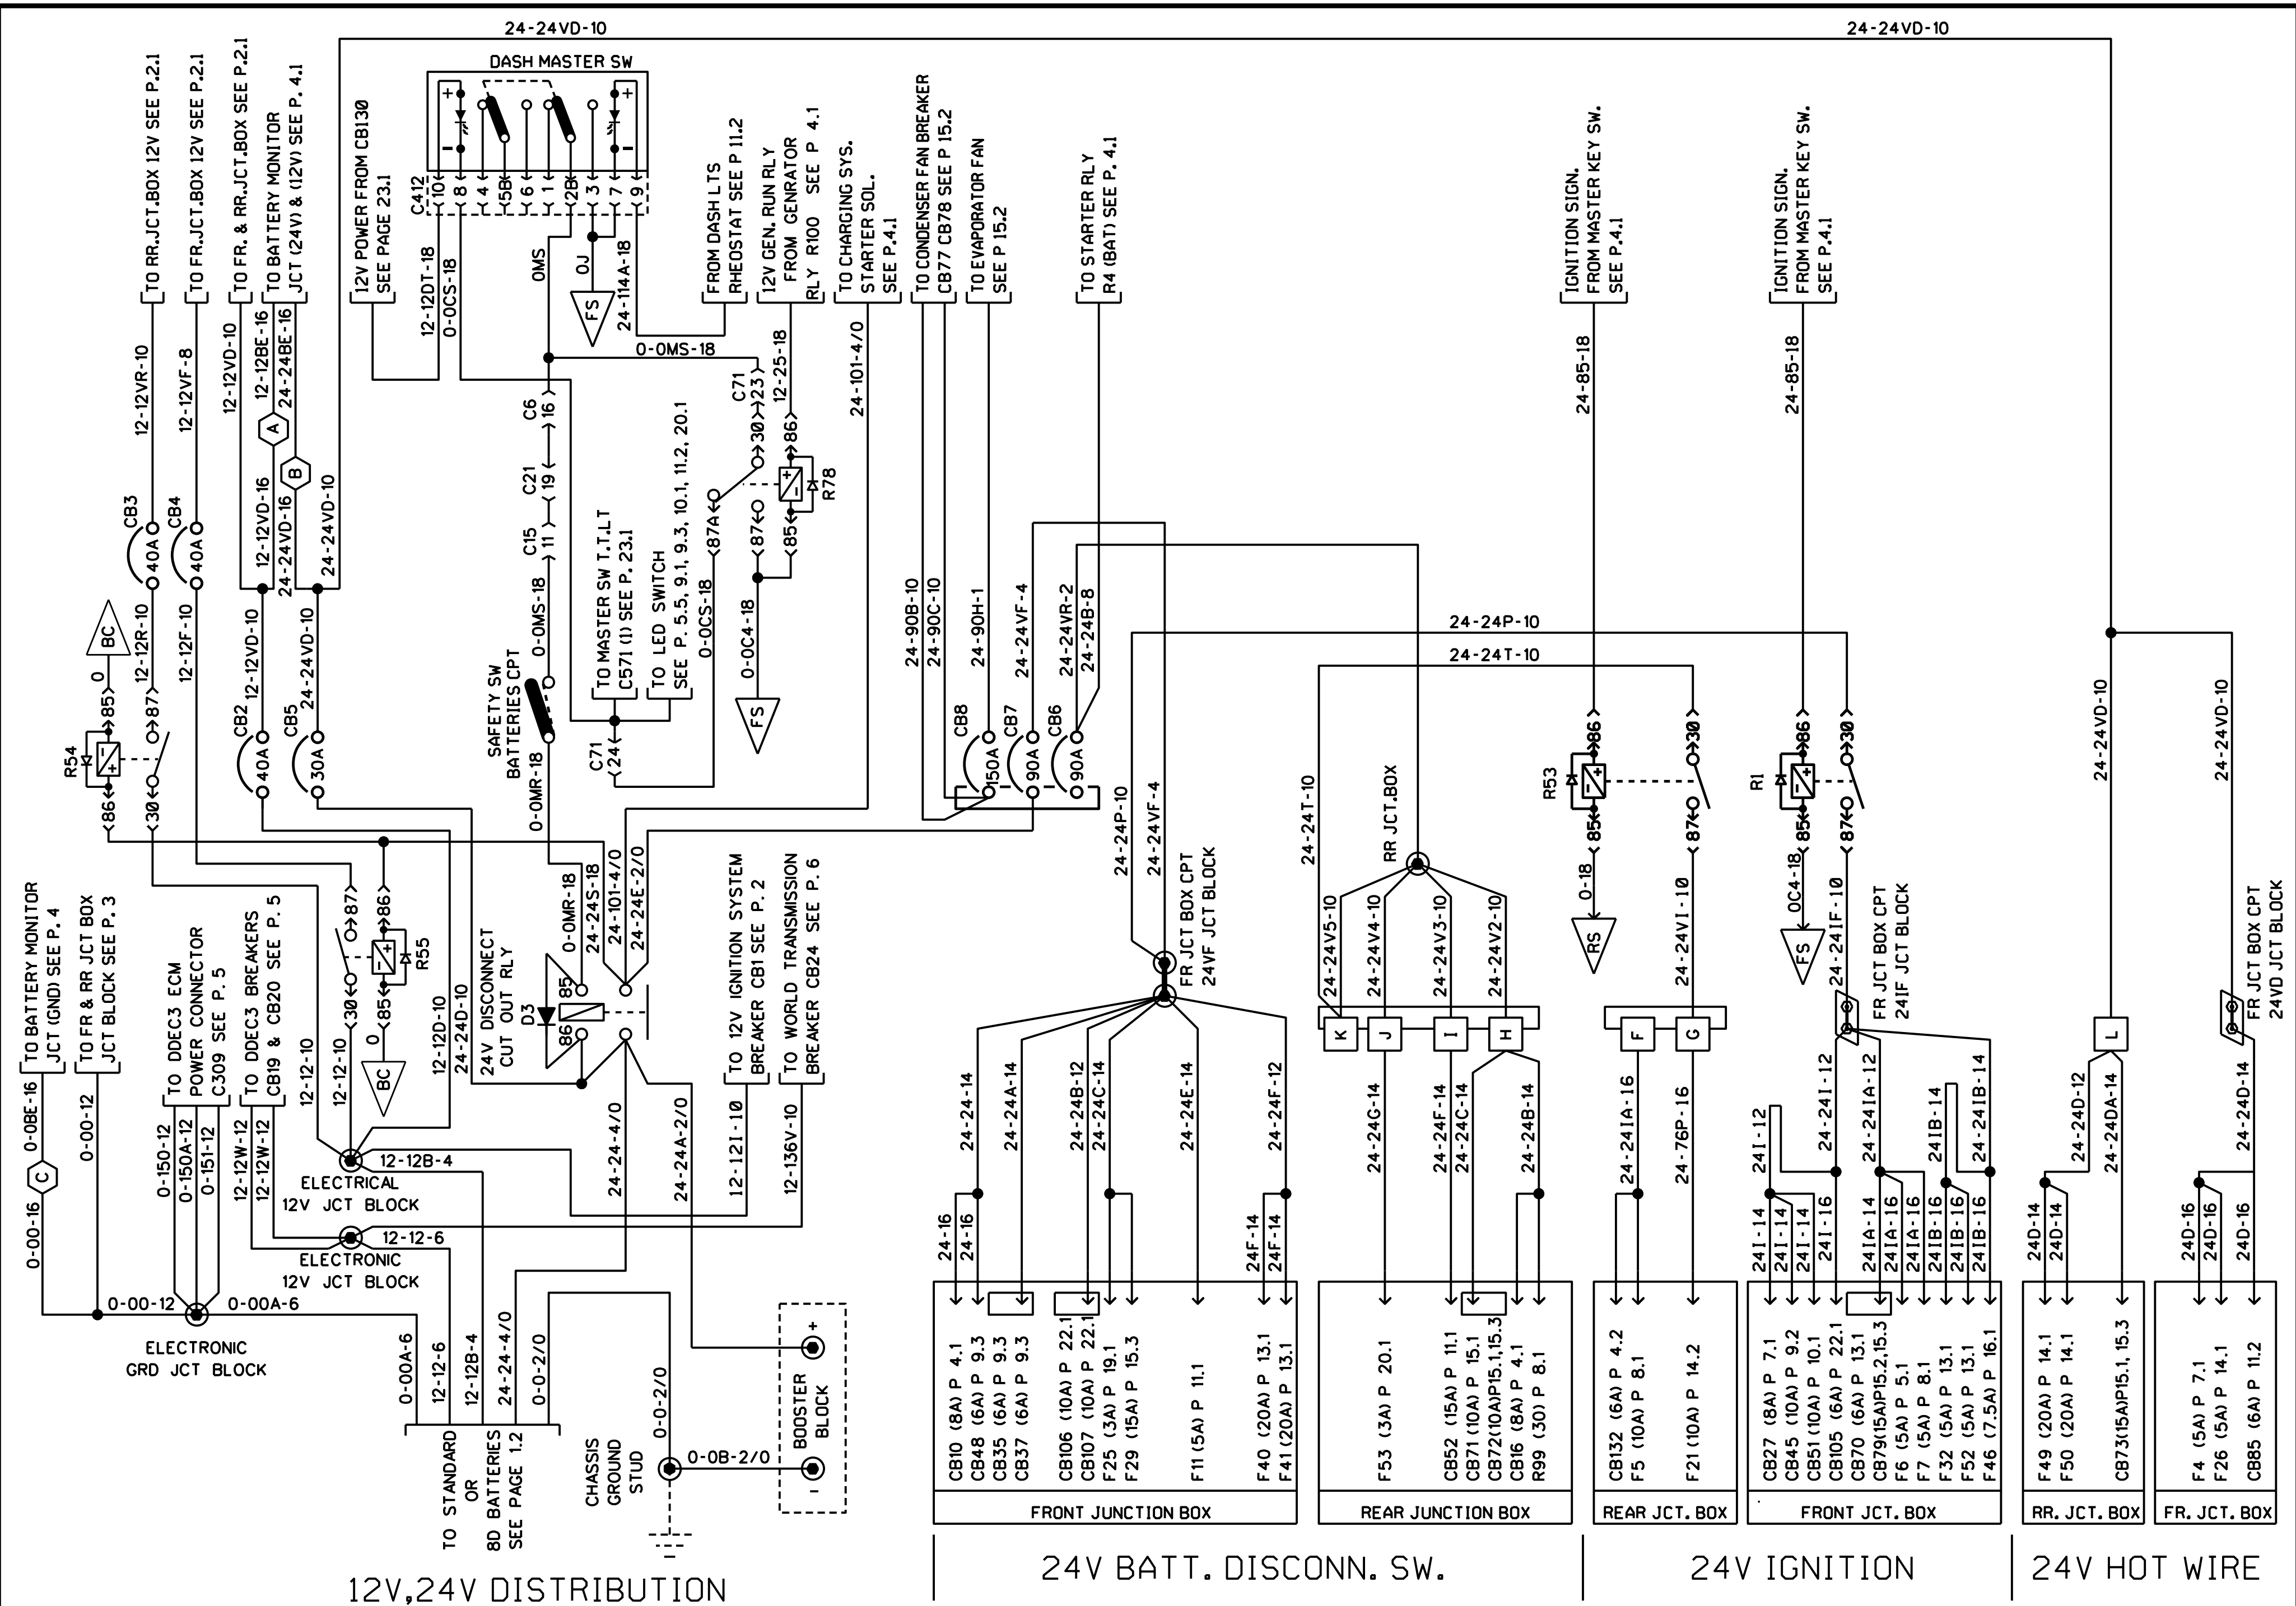 24-24VD-10
24-24VD-10
TO RR.JCT.BOX 12V SEE P.2.1
TO FR.JCT.BOX 12V SEE P.2.1
TO FR. & RR.JCT.BOX SEE P.2.1
TO BATTERY MONITOR
JCT (24V) & (12V) SEE P. 4.1
12V POWER FROM CB130
SEE PAGE 23.1
DASH MASTER SW
+
-
+
-
C412
10
8
4
5B
6
1
2B
3
7
9
12-12DT-18
0-0CS-18
0MS
0J
FS
24-114A-18
FROM DASH LTS
RHEOSTAT SEE P 11.2
12V GEN. RUN RLY
FROM GENRATOR
RLY R100 SEE P 4.1
TO CHARGING SYS.
STARTER SOL.
SEE P.4.1
TO CONDENSER FAN BREAKER
CB77 CB78 SEE P 15.2
TO EVAPORATOR FAN
SEE P 15.2
TO STARTER RLY
R4 (BAT) SEE P. 4.1
IGNITION SIGN.
FROM MASTER KEY SW.
SEE P.4.1
IGNITION SIGN.
FROM MASTER KEY SW.
SEE P.4.1
12-12VR-10
12-12VF-8
12-12VD-10
12-12BE-16
24-24BE-16
A
B
12-12VD-16
24-24VD-16
24-24VD-10
CB3
40A
CB4
40A
0-0MS-18
C71
23
12-25-18
24-101-4/0
C6
16
C21
19
C15
11
30
86
87A
87
85
+
-
R78
24-85-18
24-85-18
BC
0
12-12R-10
12-12F-10
12-12VD-10
24-24VD-10
0-0MS-18
TO MASTER SW T.T.LT
C571 (1) SEE P. 23.1
TO LED SWITCH
SEE P. 5.5, 9.1, 9.3, 10.1, 11.2, 20.1
0-0CS-18
0-0C4-18
FS
24-90B-10
24-90C-10
24-90H-1
24-24VF-4
24-24VR-2
24-24B-8
24-24P-10
24-24T-10
R54
85
87
-
+
86
30
CB2
40A
CB5
30A
SAFETY SW
BATTERIES CPT
0-0MR-18
C71
24
CB8
150A
CB7
90A
CB6
90A
24-24P-10
24-24VF-4
24-24T-10
RR JCT.BOX
R53
86
30
+
-
85
87
R1
86
30
+
-
85
87
24-24VD-10
24-24VD-10
TO BATTERY MONITOR
JCT (GND) SEE P. 4
TO FR & RR JCT BOX
JCT BLOCK SEE P. 3
TO DDEC3 ECM
POWER CONNECTOR
C309 SEE P. 5
TO DDEC3 BREAKERS
CB19 & CB20 SEE P. 5
87
86
+
-
R55
30
85
0
BC
12-12D-10
24-24D-10
24V DISCONNECT
CUT OUT RLY
0-0MR-18
24-24S-18
24-101-4/0
24-24E-2/0
D3
85
86
TO 12V IGNITION SYSTEM
BREAKER CB1 SEE P. 2
TO WORLD TRANSMISSION
BREAKER CB24 SEE P. 6
FR JCT BOX CPT
24VF JCT BLOCK
24-24V5-10
24-24V4-10
24-24V3-10
24-24V2-10
0-18
RS
24-24VI-10
0C4-18
FS
24-24IF-10
FR JCT BOX CPT
24IF JCT BLOCK
FR JCT BOX CPT
24VD JCT BLOCK
K
J
I
H
F
G
L
0-0BE-16
C
0-00-16
0-00-12
0-150-12
0-150A-12
0-151-12
12-12W-12
12-12W-12
12-12-10
12-12-10
12-12B-4
ELECTRICAL
12V JCT BLOCK
12-12-6
ELECTRONIC
12V JCT BLOCK
24-24-4/0
24-24A-2/0
12-12I-10
12-136V-10
24-24-14
24-24A-14
24-24B-12
24-24C-14
24-24E-14
24-24F-12
24-24G-14
24-24F-14
24-24C-14
24-24B-14
24-24IA-16
24-76P-16
24I-12
24-24I-12
24-24IA-12
24IB-14
24-24IB-14
24-24D-12
24-24DA-14
24-24D-14
24-16
24-16
24F-14
24F-14
24I-14
24I-14
24I-14
24I-16
24IA-14
24IA-16
24IA-16
24IB-16
24IB-16
24IB-16
24D-14
24D-14
24D-16
24D-16
24D-16
0-00-12
0-00A-6
ELECTRONIC
GRD JCT BLOCK
0-00A-6
12-12-6
12-12B-4
24-24-4/0
0-0-2/0
TO STANDARD
OR
8D BATTERIES
SEE PAGE 1.2
CHASSIS
GROUND
STUD
0-0-2/0
0-0B-2/0
+
BOOSTER
BLOCK
-
CB10 (8A) P 4.1
CB48 (6A) P 9.3
CB35 (6A) P 9.3
CB37 (6A) P 9.3
CB106 (10A) P 22.1
CB107 (10A) P 22.1
F25 (3A) P 19.1
F29 (15A) P 15.3
F11 (5A) P 11.1
F40 (20A) P 13.1
F41 (20A) P 13.1
FRONT JUNCTION BOX
F53 (3A) P 20.1
CB52 (15A) P 11.1
CB71 (10A) P 15.1
CB72(10A)P15.1,15.3
CB16 (8A) P 4.1
R99 (30) P 8.1
REAR JUNCTION BOX
CB132 (6A) P 4.2
F5 (10A) P 8.1
F21 (10A) P 14.2
REAR JCT. BOX
CB27 (8A) P 7.1
CB45 (10A) P 9.2
CB51 (10A) P 10.1
CB105 (6A) P 22.1
CB70 (6A) P 13.1
CB79(15A)P15.2,15.3
F6 (5A) P 5.1
F7 (5A) P 8.1
F32 (5A) P 13.1
F52 (5A) P 13.1
F46 (7.5A) P 16.1
FRONT JCT. BOX
F49 (20A) P 14.1
F50 (20A) P 14.1
CB73(15A)P15.1, 15.3
RR. JCT. BOX
F4 (5A) P 7.1
F26 (5A) P 14.1
CB85 (6A) P 11.2
FR. JCT. BOX
12V,24V DISTRIBUTION
24V BATT. DISCONN. SW.
24V IGNITION
24V HOT WIRE